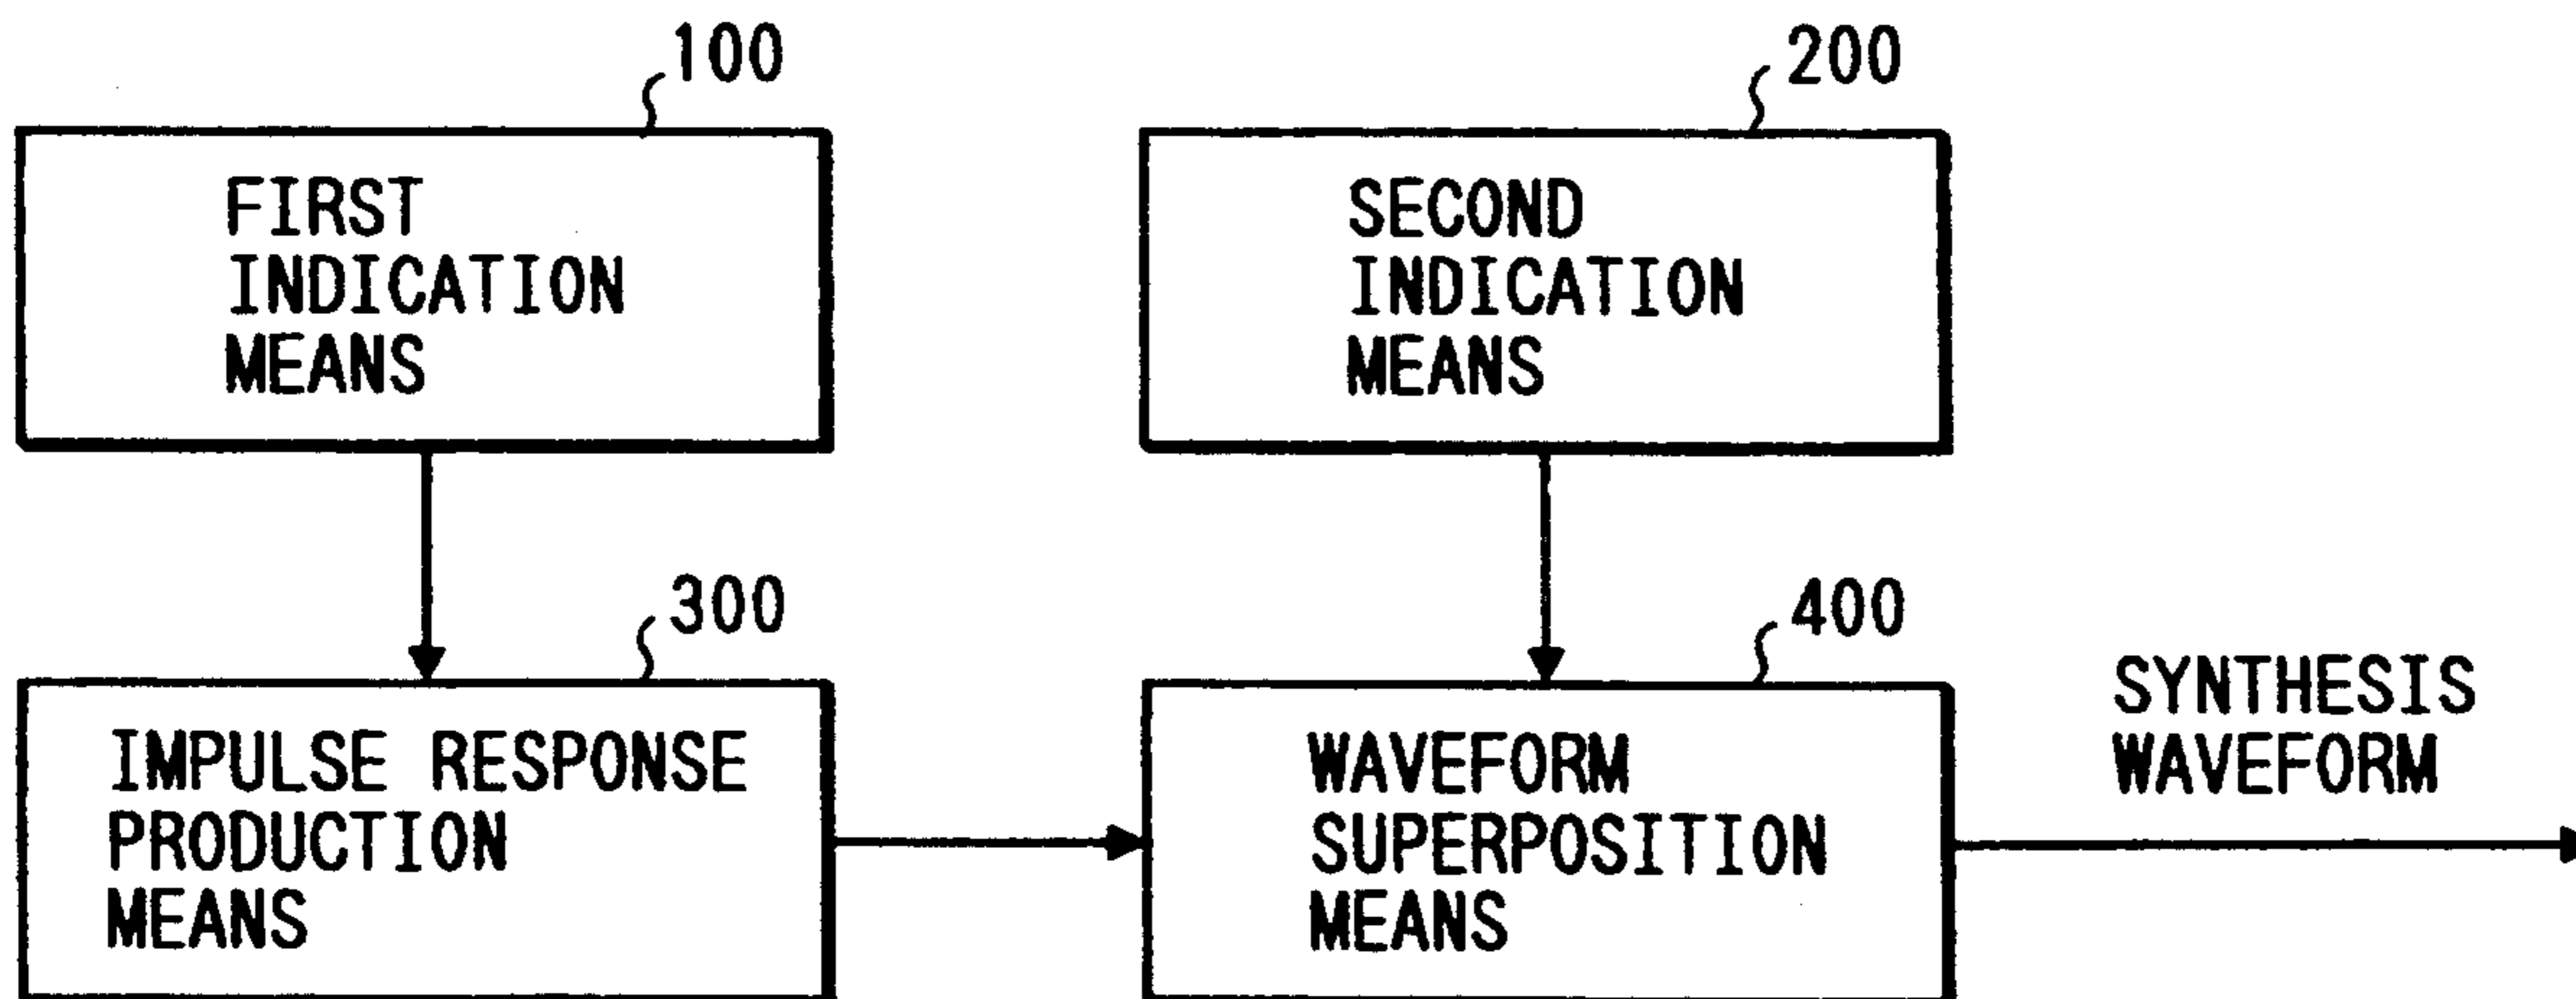 100
FIRST
INDICATION
MEANS
200
SECOND
INDICATION
MEANS
300
IMPULSE RESPONSE
PRODUCTION
MEANS
400
WAVEFORM
SUPERPOSITION
MEANS
SYNTHESIS
WAVEFORM